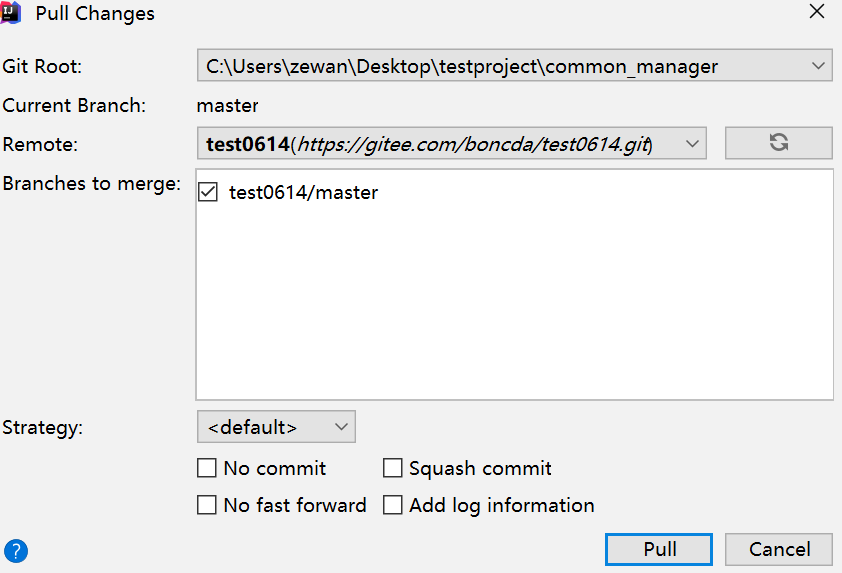 IJ Pull Changes
Git Root: C:\Users\zewan\Desktop\testproject\common_manager
Current Branch: master
Remote: test0614(https://gitee.com/boncda/test0614.git)
Branches to merge: test0614/master
Strategy: <default>
No commit Squash commit
No fast forward Add log information
? Pull Cancel